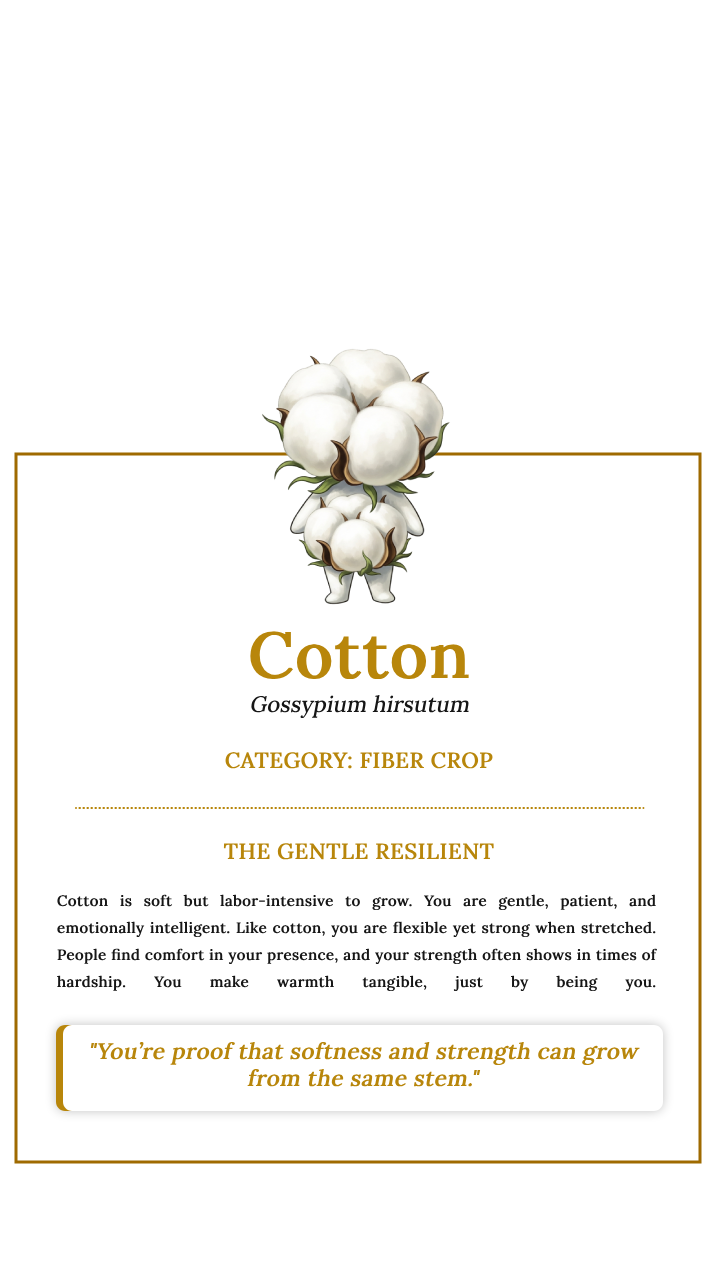 Cotton
Gossypium hirsutum
CATEGORY: FIBER CROP
THE GENTLE RESILIENT
Cotton is soft but labor-intensive to grow. You are gentle, patient, and
emotionally intelligent. Like cotton, you are flexible yet strong when stretched.
People find comfort in your presence, and your strength often shows in times of
hardship. You make warmth tangible, just by being you.
"You’re proof that softness and strength can grow
from the same stem."